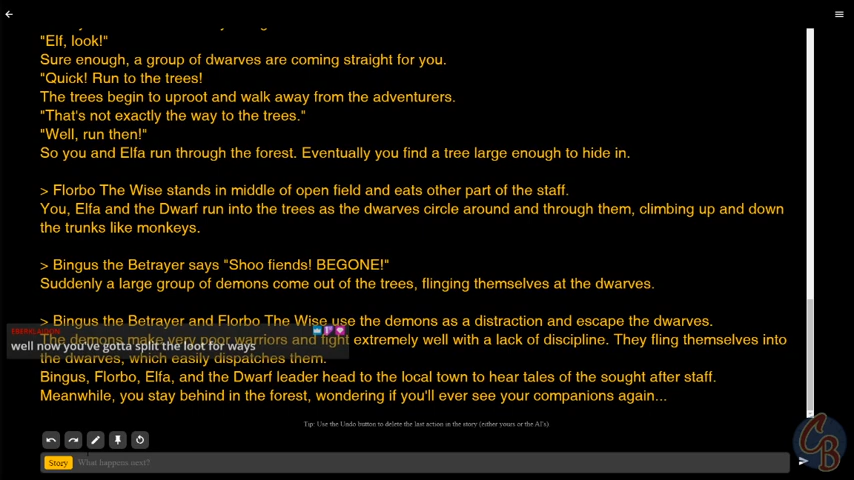 "Elf, look!"
Sure enough, a group of dwarves are coming straight for you.
"Quick! Run to the trees!
The trees begin to uproot and walk away from the adventurers.
"That's not exactly the way to the trees."
"Well, run then!"
So you and Elfa run through the forest. Eventually you find a tree large enough to hide in.
> Florbo The Wise stands in middle of open field and eats other part of the staff.
You, Elfa and the Dwarf run into the trees as the dwarves circle around and through them, climbing up and down
the trunks like monkeys.
> Bingus the Betrayer says "Shoo fiends! BEGONE!"
Suddenly a large group of demons come out of the trees, flinging themselves at the dwarves.
> Bingus the Betrayer and Florbo The Wise use the demons as a distraction and escape the dwarves.
The demons make very poor warriors and fight extremely well with a lack of discipline. They fling themselves into
well now you've gotta split the loot for ways
the dwarves, which easily dispatches them.
Bingus, Florbo, Elfa, and the Dwarf leader head to the local town to hear tales of the sought after staff.
Meanwhile, you stay behind in the forest, wondering if you'll ever see your companions again...
Tip: Use the Undo button to delete the last action in the story (either yours or the AI's)
Story What happens next?
CB